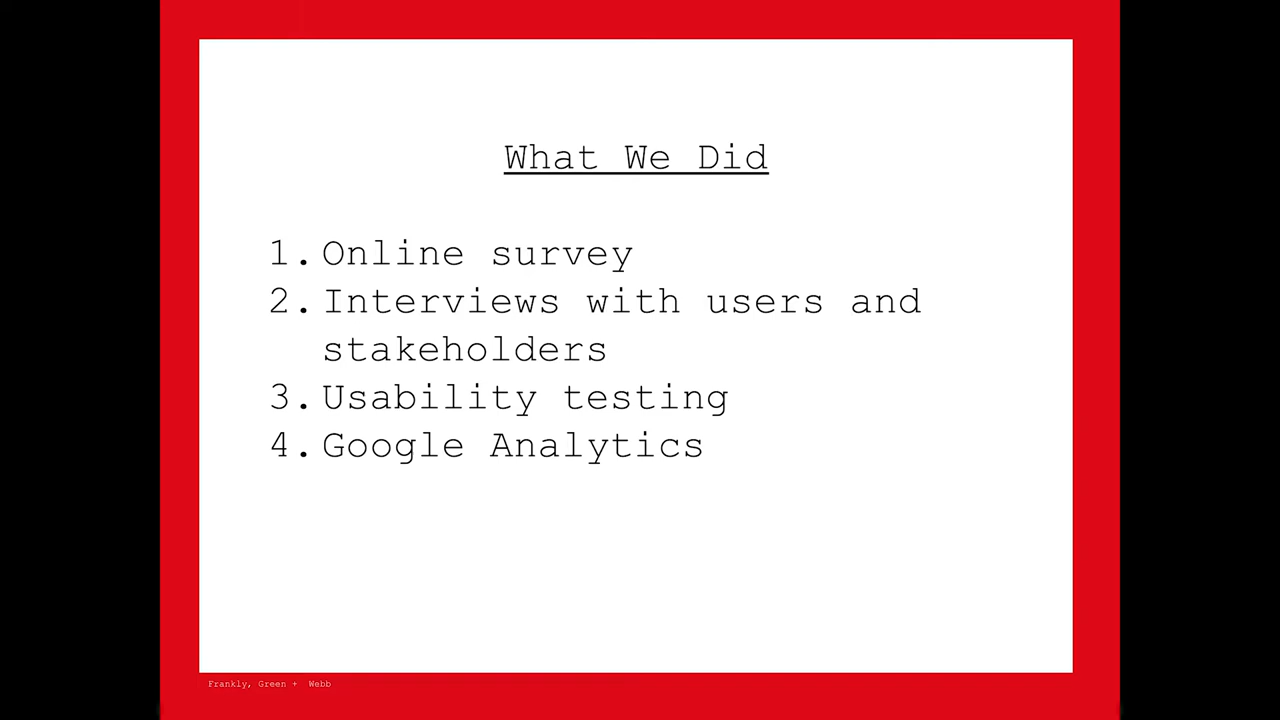 What We Did
1. Online survey
2. Interviews with users and
stakeholders
3. Usability testing
4. Google Analytics
Frankly, Green + Webb